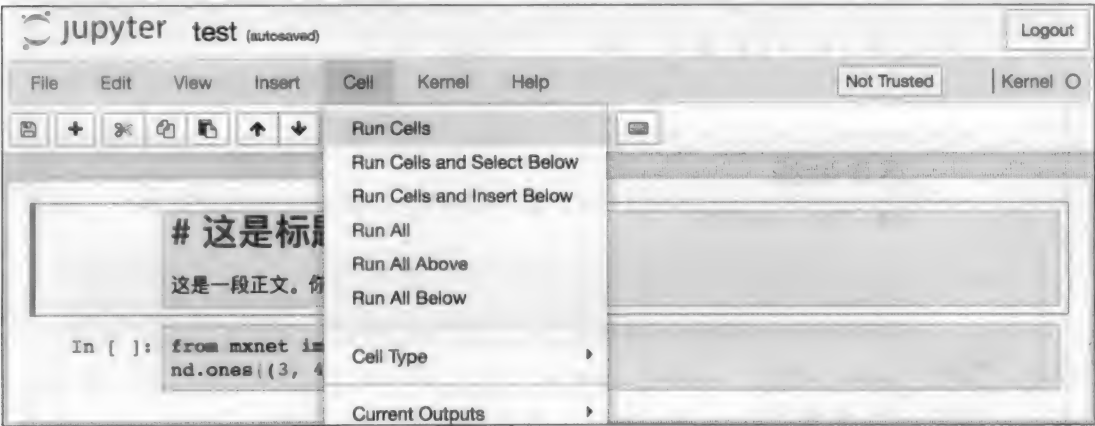 jupyter test (autosaved) Logout
File Edit View Insert Cell Kernel Help Not Trusted Kernel
Run Cells
Run Cells and Select Below
Run Cells and Insert Below
Run All
Run All Above
Run All Below
Cell Type
Current Outputs
# 这是标题
这是一段正文。你
In [ ]: from mxnet im
nd.ones((3, 4